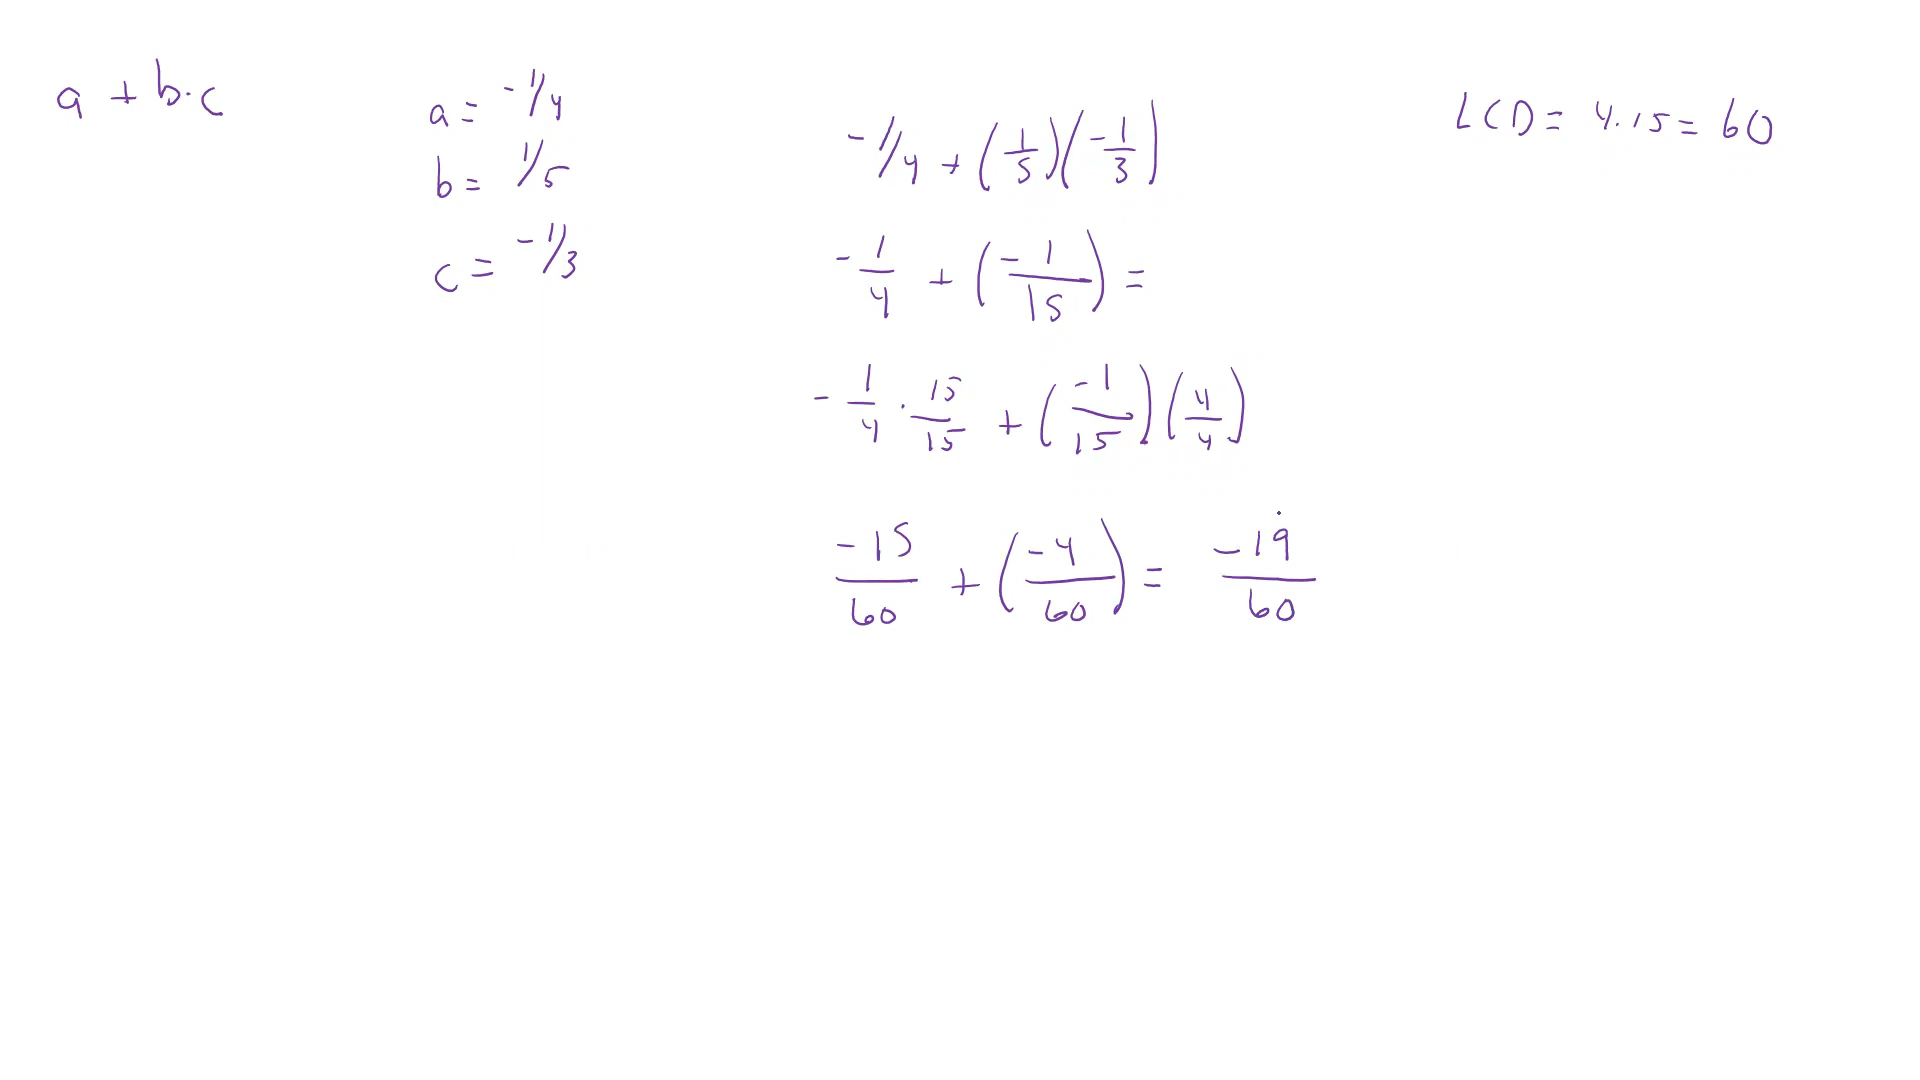 a + b·c
a = -1/4
b = 1/5
c = -1/3
-1/4 + (1/5)(-1/3)
-1/4 + (-1/15) =
-1/4 · 15/15 + (-1/15)(4/4)
-15/60 + (-4/60) = -19/60
LCD = 4·15 = 60